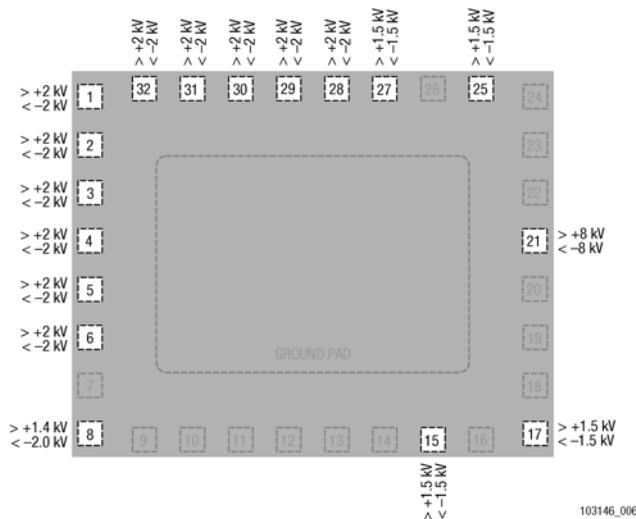 > +2 kV
< −2 kV
> +2 kV
< −2 kV
> +2 kV
< −2 kV
> +2 kV
< −2 kV
> +2 kV
< −2 kV
> +1.5 kV
< −1.5 kV
> +1.5 kV
< −1.5 kV
32 31 30 29 28 27 26 25
> +2 kV
< −2 kV
1
24
> +2 kV
< −2 kV
2
23
> +2 kV
< −2 kV
3
22
> +2 kV
< −2 kV
4
21
> +8 kV
< −8 kV
> +2 kV
< −2 kV
5
20
> +2 kV
< −2 kV
6
19
GROUND PAD
7
18
> +1.4 kV
< −2.0 kV
8
9 10 11 12 13 14 15 16
17
> +1.5 kV
< −1.5 kV
> +1.5 kV
< −1.5 kV
103146_006